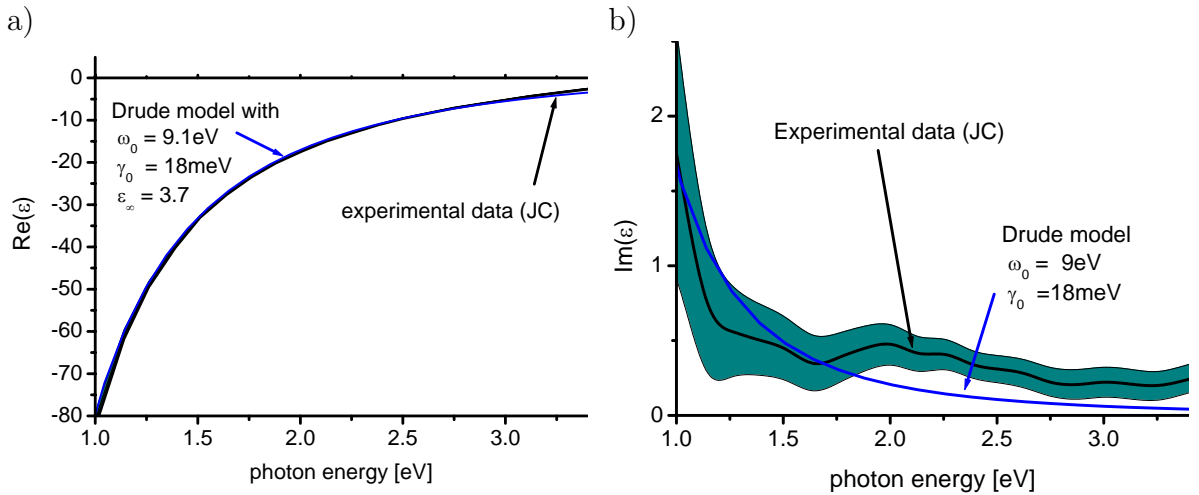 a)
0
-10
-20
-30
-40
-50
-60
-70
-80
Re(ε)
Drude model with
ω₀ = 9.1eV
γ₀ = 18meV
ε∞ = 3.7
experimental data (JC)
1.0 1.5 2.0 2.5 3.0
photon energy [eV]
b)
2
1
0
Im(ε)
Experimental data (JC)
Drude model
ω₀ = 9eV
γ₀ =18meV
1.0 1.5 2.0 2.5 3.0
photon energy [eV]